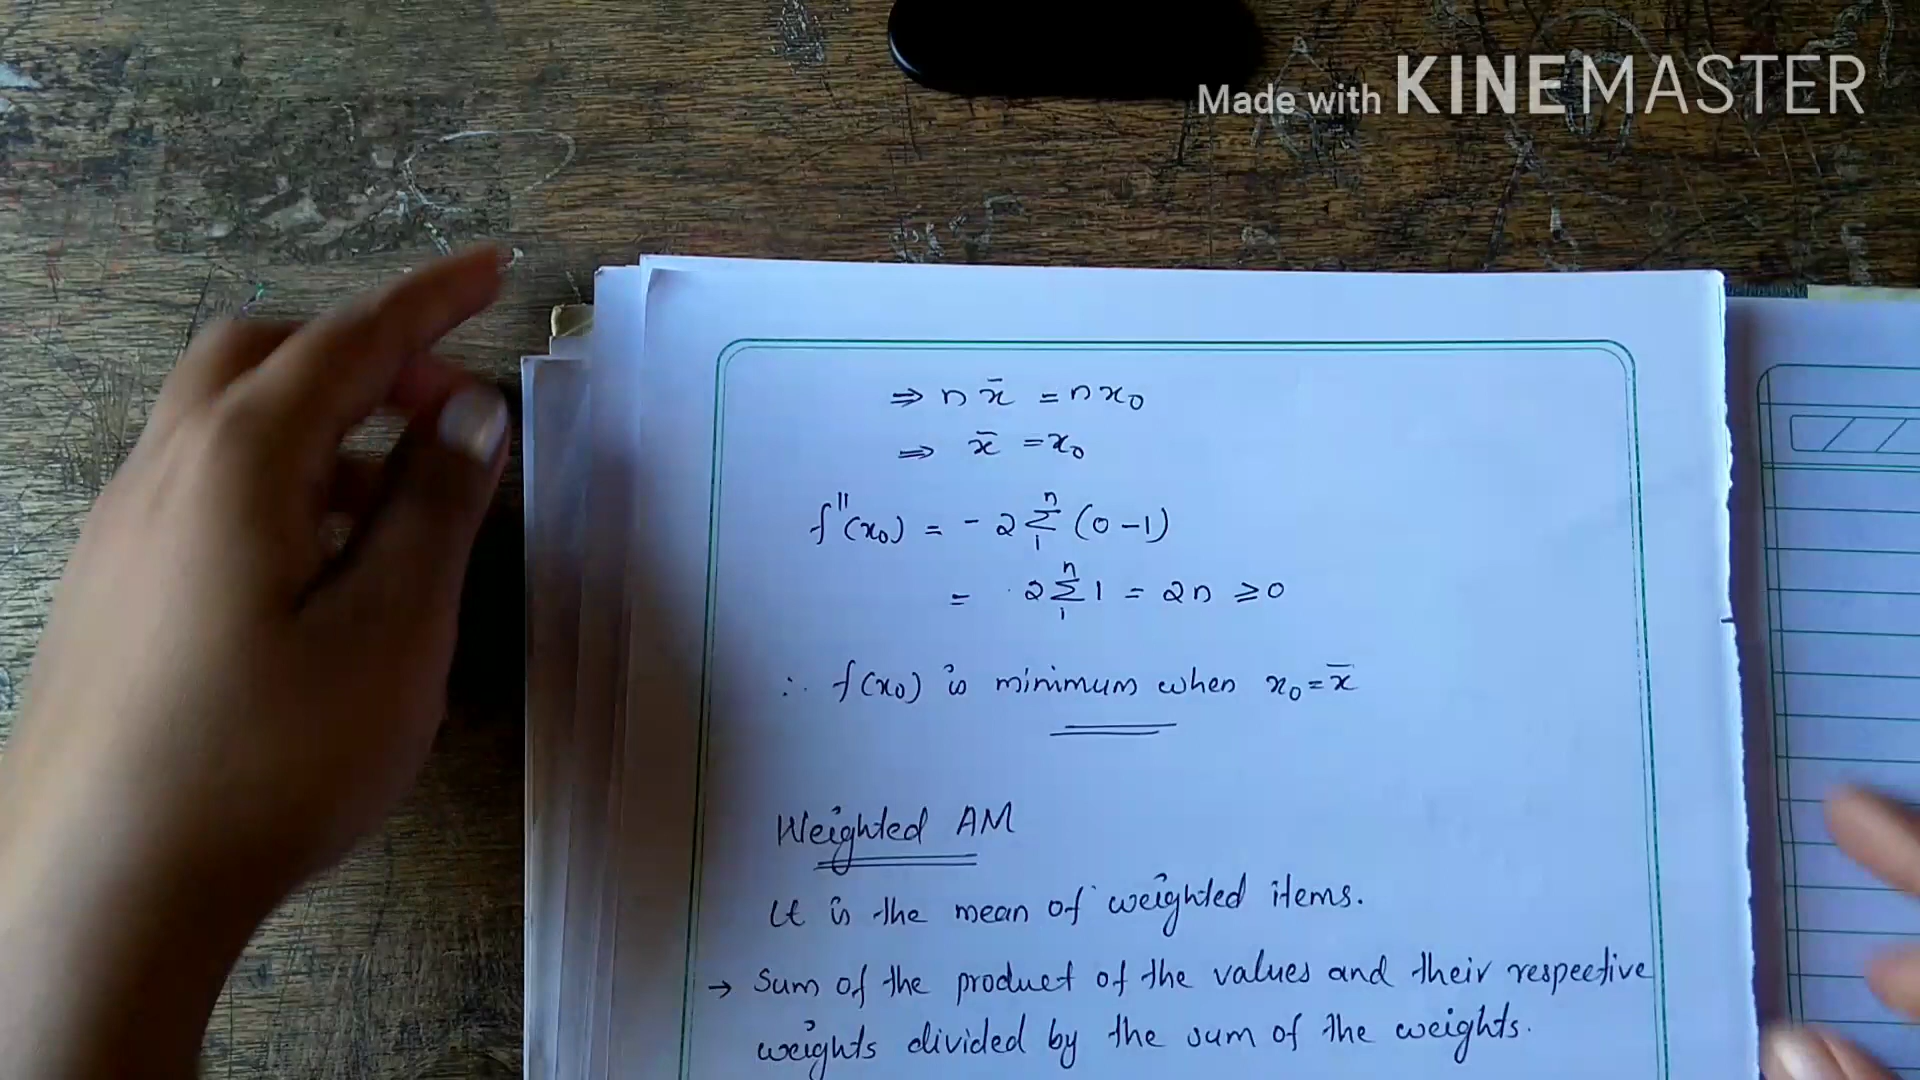 Made with KINEMASTER
⇒ n x̄ = n x₀
⇒ x̄ = x₀
f''(x₀) = - 2 Σ₁ⁿ (0-1)
= 2 Σ₁ⁿ 1 = 2n ≥ 0
∴ f(x₀) is minimum when x₀ = x̄
Weighted AM
It is the mean of weighted items.
→ Sum of the product of the values and their respective
weights divided by the sum of the weights.